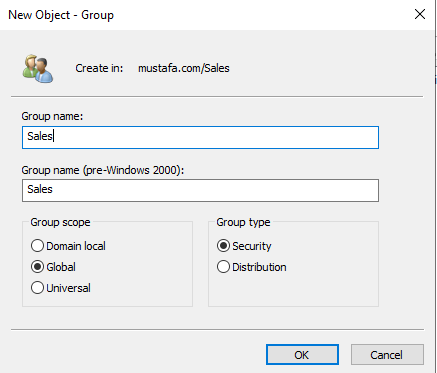 New Object - Group
Create in: mustafa.com/Sales
Group name:
Sales
Group name (pre-Windows 2000):
Sales
Group scope
Domain local
Global
Universal
Group type
Security
Distribution
OK
Cancel